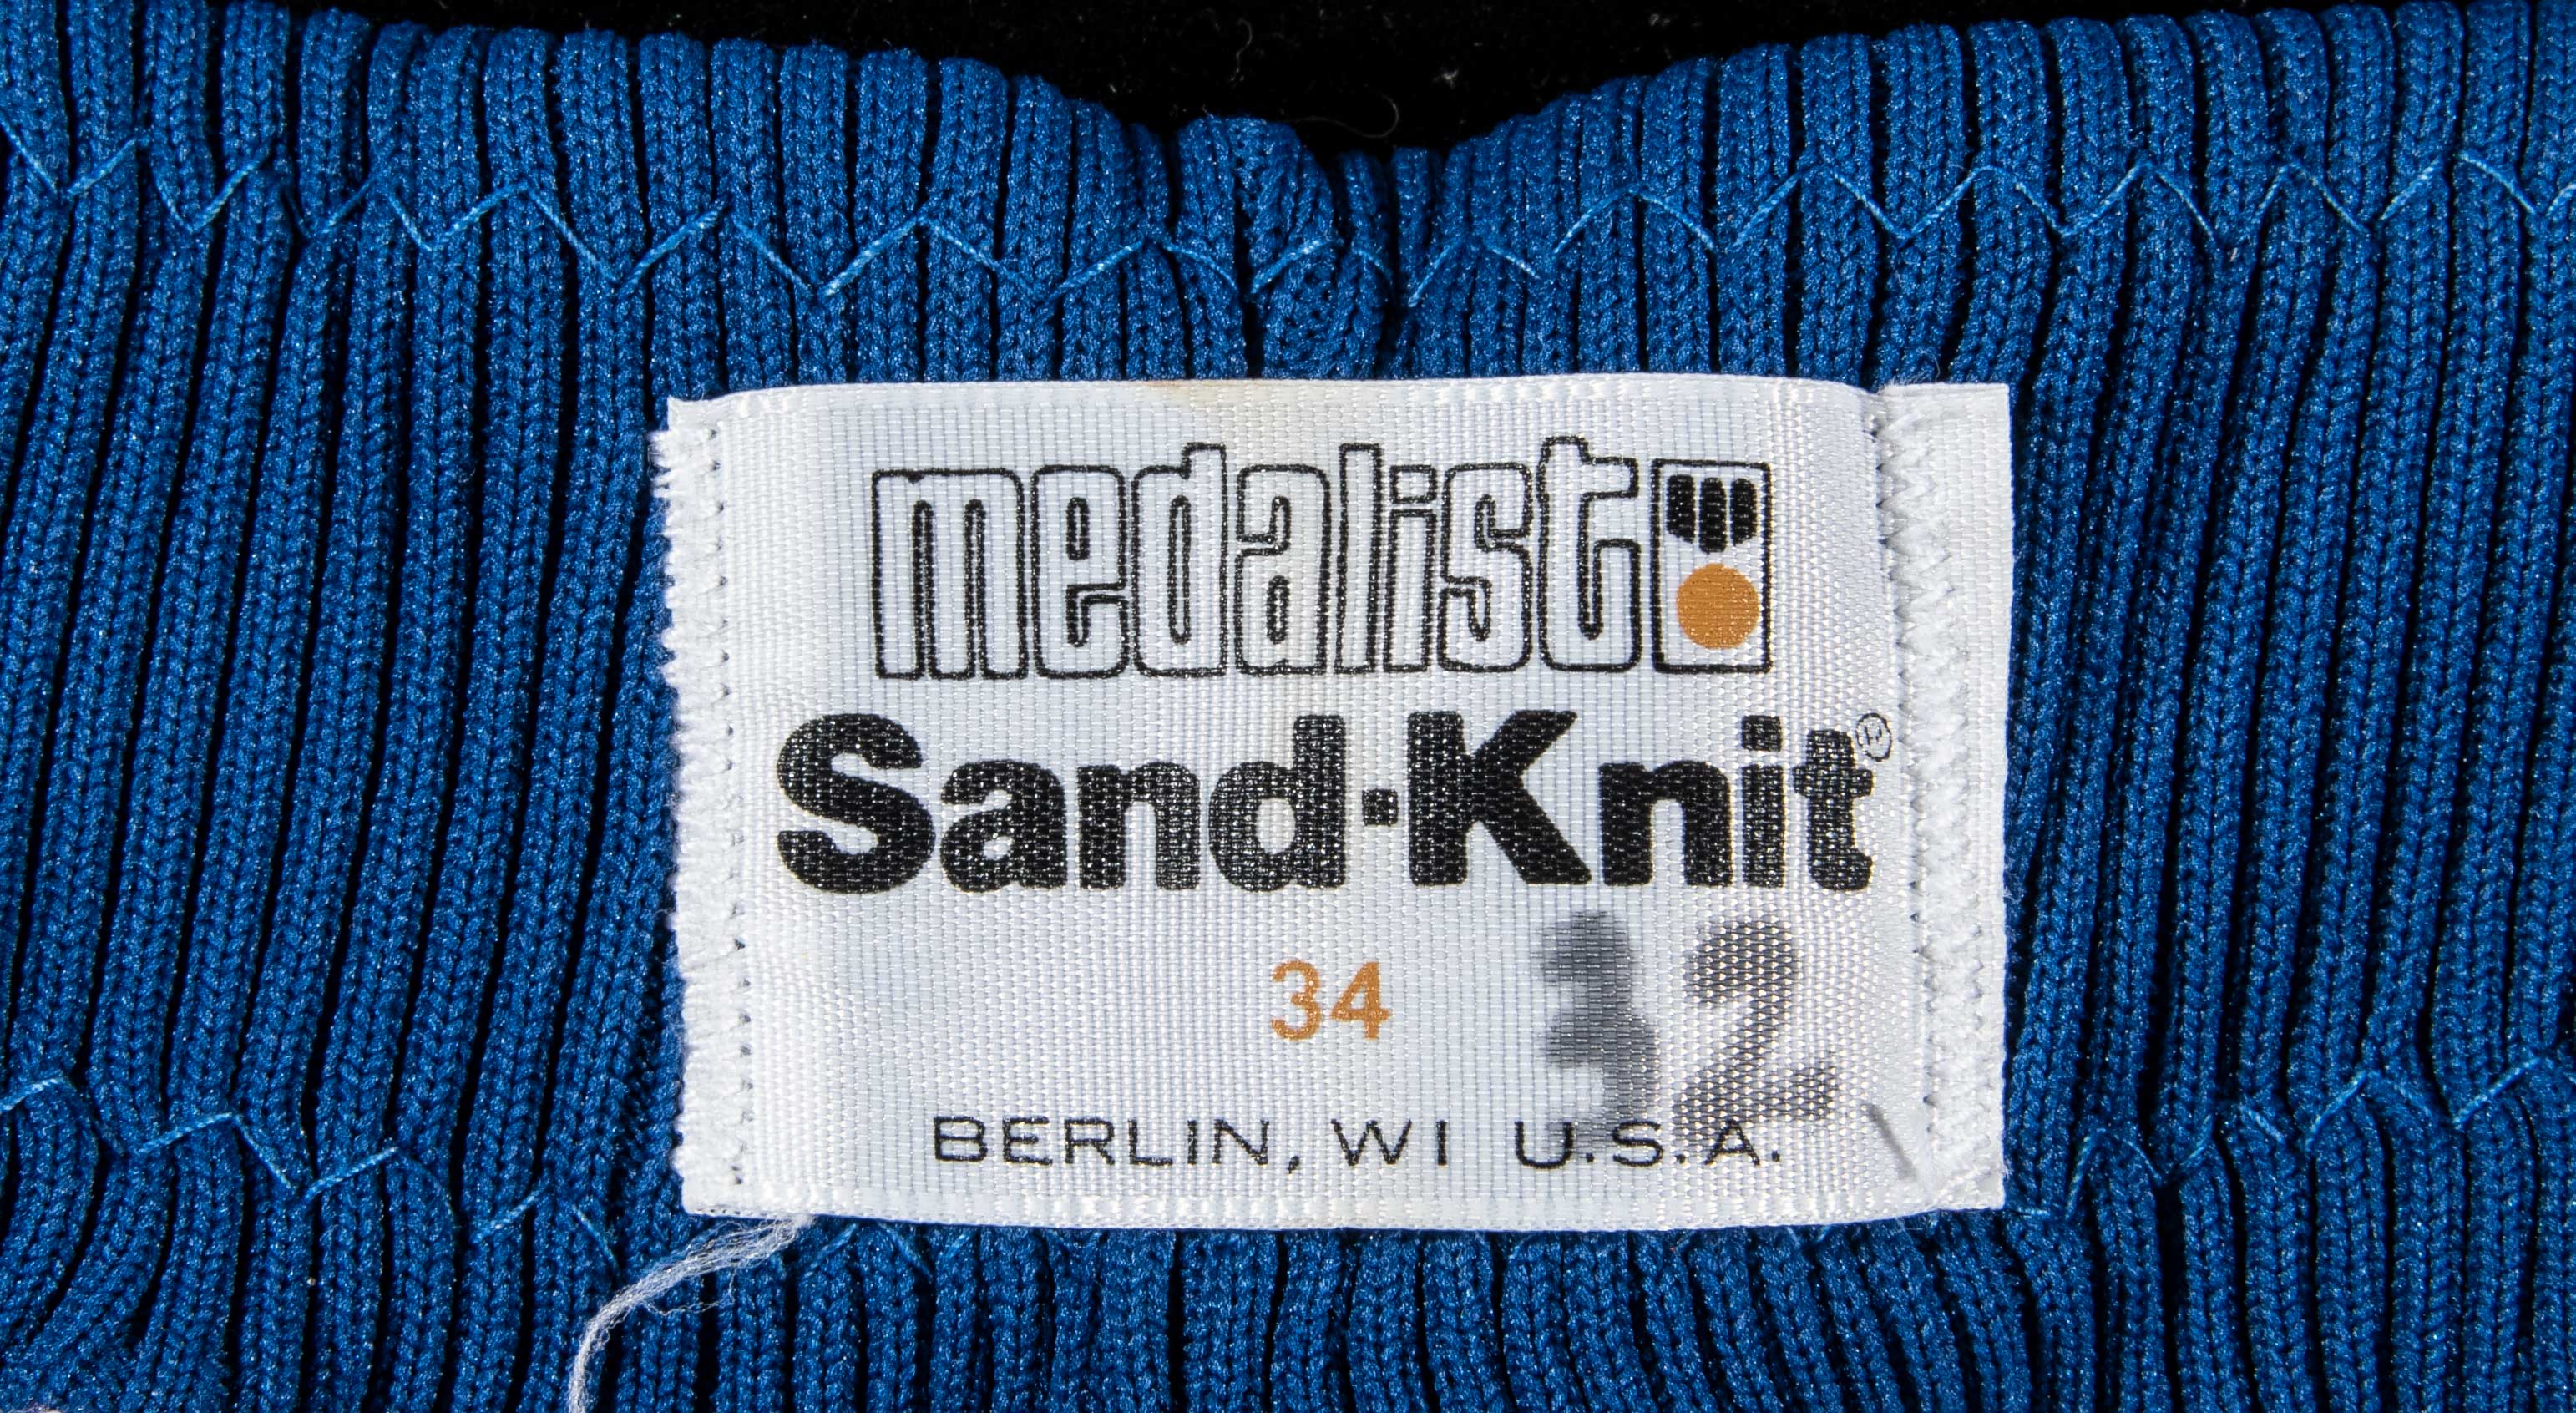 medalist
Sand·Knit®
34 32
BERLIN, WI U.S.A.